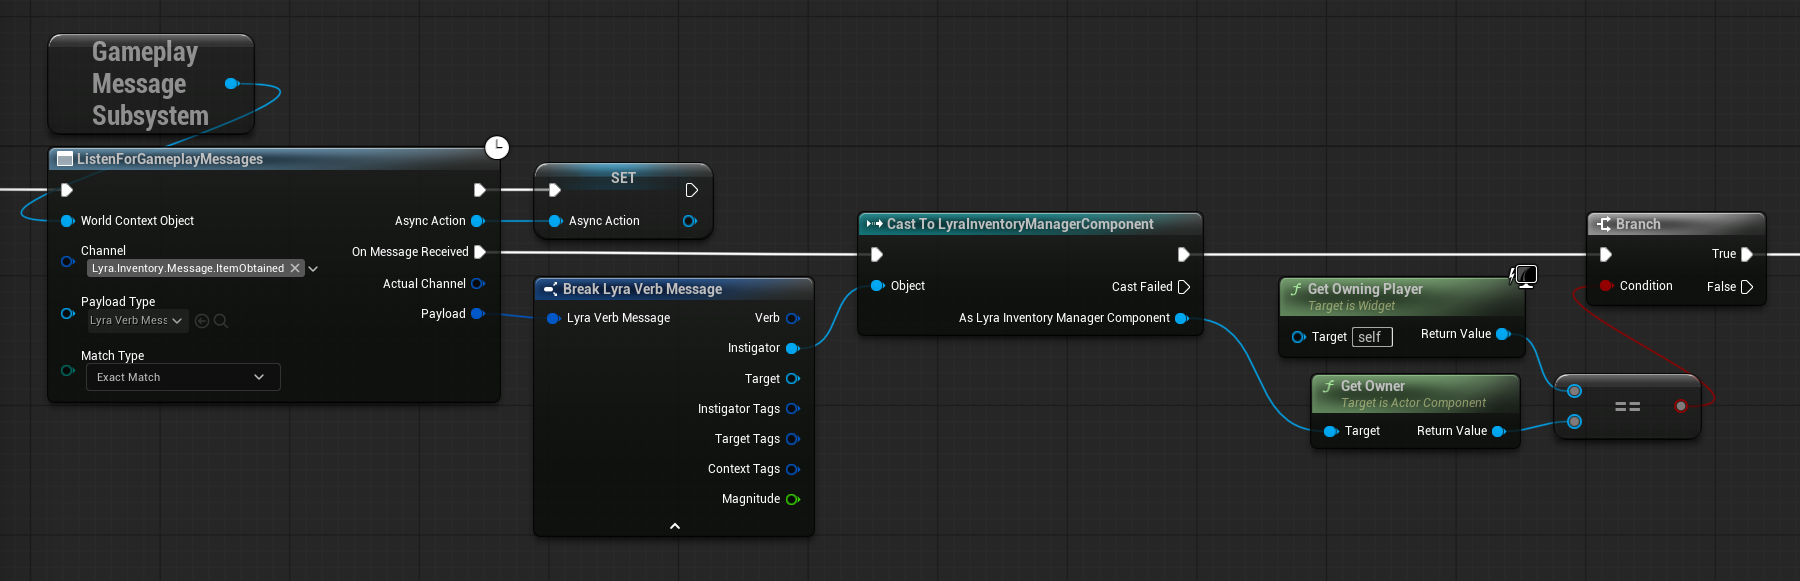 Gameplay
Message
Subsystem
ListenForGameplayMessages
World Context Object
Async Action
Channel
Lyra.Inventory.Message.ItemObtained
On Message Received
Actual Channel
Payload Type
Lyra Verb Mess
Payload
Match Type
Exact Match
SET
Async Action
Break Lyra Verb Message
Lyra Verb Message
Verb
Instigator
Target
Instigator Tags
Target Tags
Context Tags
Magnitude
Cast To LyraInventoryManagerComponent
Object
Cast Failed
As Lyra Inventory Manager Component
Get Owning Player
Target is Widget
Target self
Return Value
Get Owner
Target is Actor Component
Target
Return Value
==
Branch
True
Condition
False